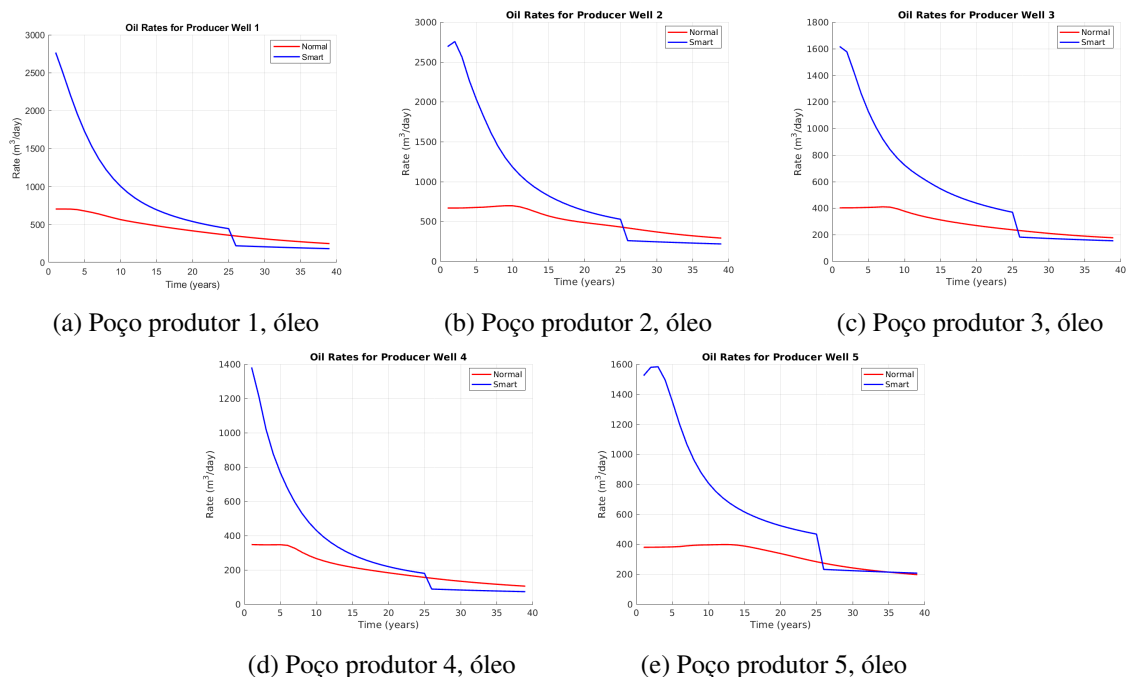 Oil Rates for Producer Well 1
Normal
Smart
Rate (m³/day)
3000
2500
2000
1500
1000
500
0
0 5 10 15 20 25 30 35 40
Time (years)
(a) Poço produtor 1, óleo
Oil Rates for Producer Well 2
Normal
Smart
Rate (m³/day)
3000
2500
2000
1500
1000
500
0
0 5 10 15 20 25 30 35 40
Time (years)
(b) Poço produtor 2, óleo
Oil Rates for Producer Well 3
Normal
Smart
Rate (m³/day)
1800
1600
1400
1200
1000
800
600
400
200
0
0 5 10 15 20 25 30 35 40
Time (years)
(c) Poço produtor 3, óleo
Oil Rates for Producer Well 4
Normal
Smart
Rate (m³/day)
1400
1200
1000
800
600
400
200
0
0 5 10 15 20 25 30 35 40
Time (years)
(d) Poço produtor 4, óleo
Oil Rates for Producer Well 5
Normal
Smart
Rate (m³/day)
1600
1400
1200
1000
800
600
400
200
0
0 5 10 15 20 25 30 35 40
Time (years)
(e) Poço produtor 5, óleo